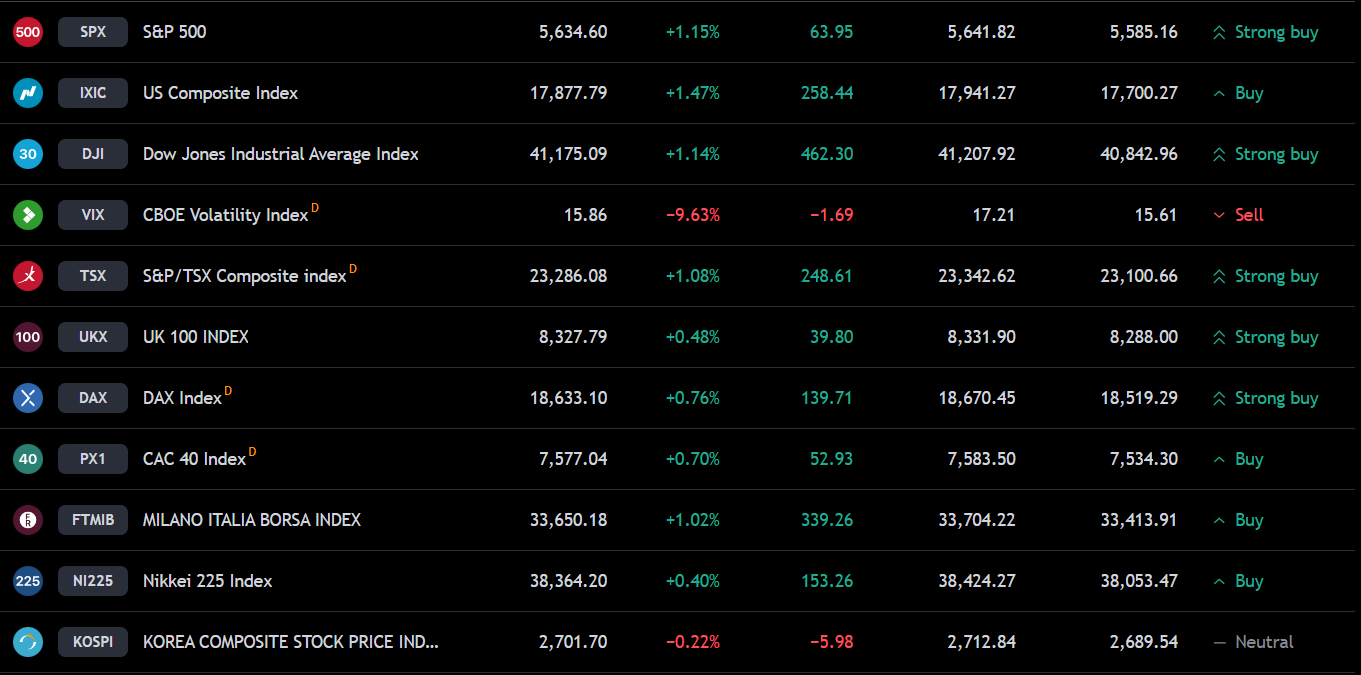 500 SPX S&P 500 5,634.60 +1.15% 63.95 5,641.82 5,585.16 Strong buy
IXIC US Composite Index 17,877.79 +1.47% 258.44 17,941.27 17,700.27 Buy
30 DJI Dow Jones Industrial Average Index 41,175.09 +1.14% 462.30 41,207.92 40,842.96 Strong buy
VIX CBOE Volatility Index D 15.86 −9.63% −1.69 17.21 15.61 Sell
TSX S&P/TSX Composite index D 23,286.08 +1.08% 248.61 23,342.62 23,100.66 Strong buy
100 UKX UK 100 INDEX 8,327.79 +0.48% 39.80 8,331.90 8,288.00 Strong buy
DAX DAX Index D 18,633.10 +0.76% 139.71 18,670.45 18,519.29 Strong buy
40 PX1 CAC 40 Index D 7,577.04 +0.70% 52.93 7,583.50 7,534.30 Buy
FTMIB MILANO ITALIA BORSA INDEX 33,650.18 +1.02% 339.26 33,704.22 33,413.91 Buy
225 NI225 Nikkei 225 Index 38,364.20 +0.40% 153.26 38,424.27 38,053.47 Buy
KOSPI KOREA COMPOSITE STOCK PRICE IND... 2,701.70 −0.22% −5.98 2,712.84 2,689.54 — Neutral